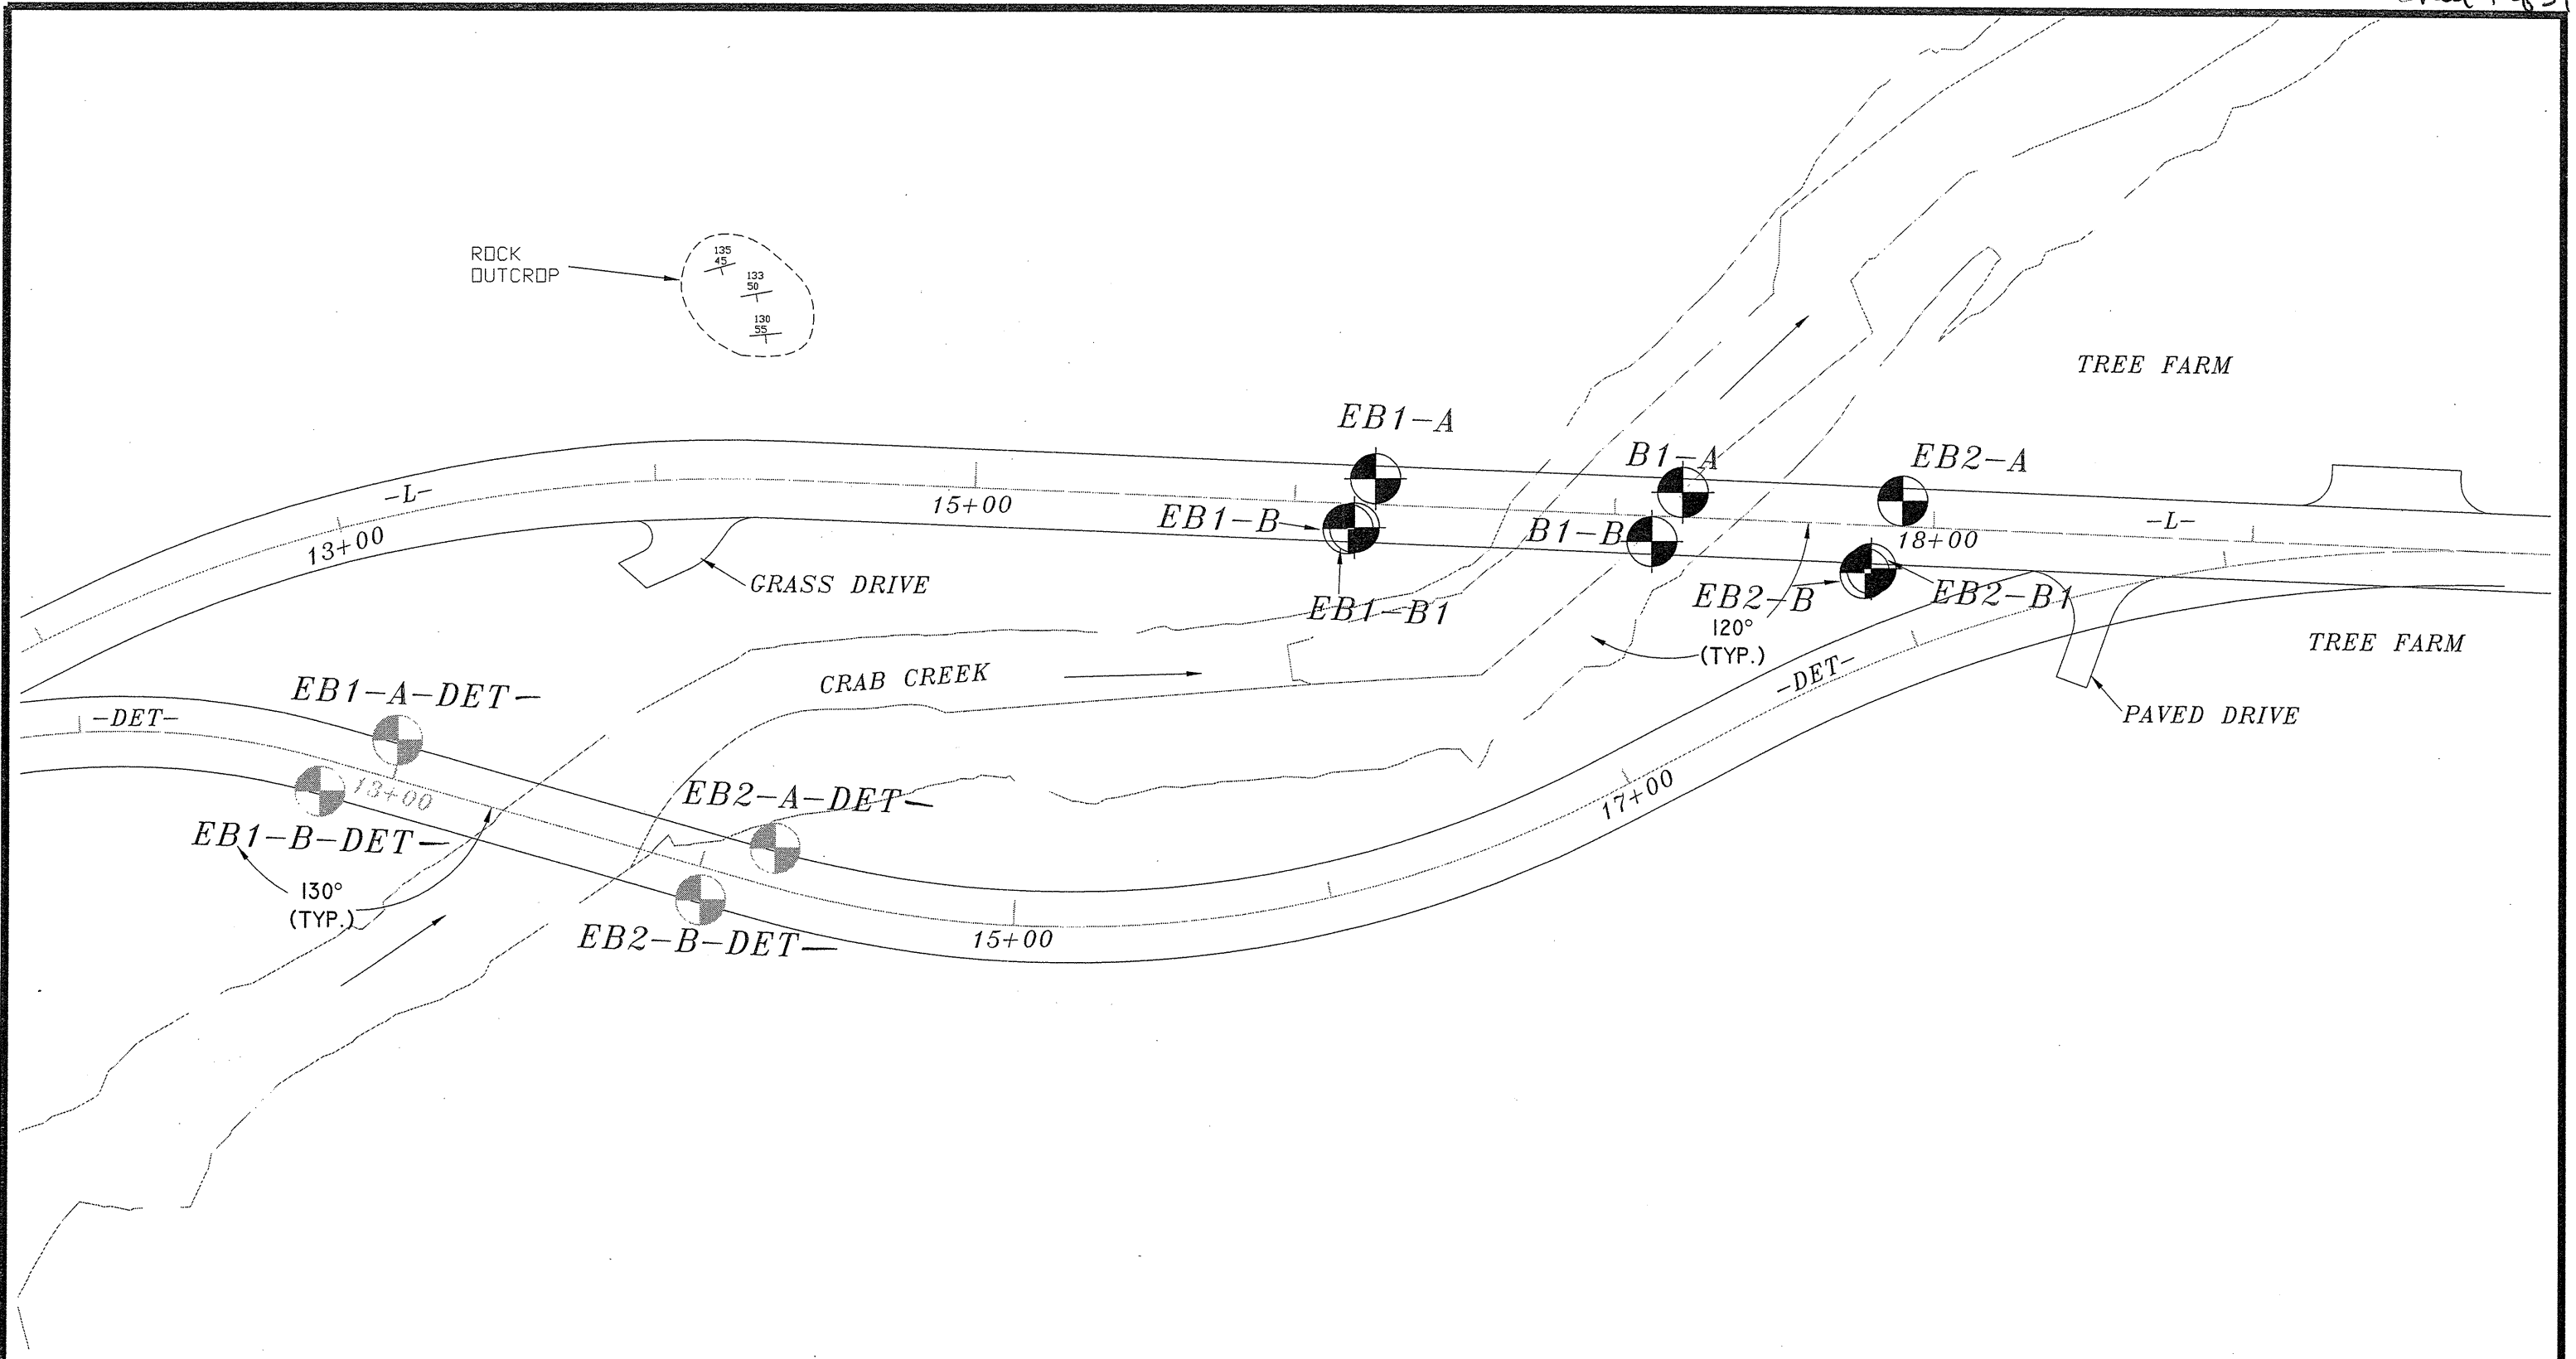 ROCK
OUTCROP
135
45
133
50
130
55
TREE FARM
EB1-A
B1-A
EB2-A
-L-
15+00
EB1-B
B1-B
-L-
13+00
18+00
GRASS DRIVE
EB1-B1
EB2-B
EB2-B1
120°
(TYP.)
TREE FARM
CRAB CREEK
-DET-
EB1-A-DET-
-DET-
PAVED DRIVE
13+00
EB2-A-DET-
17+00
EB1-B-DET-
130°
(TYP.)
EB2-B-DET-
15+00